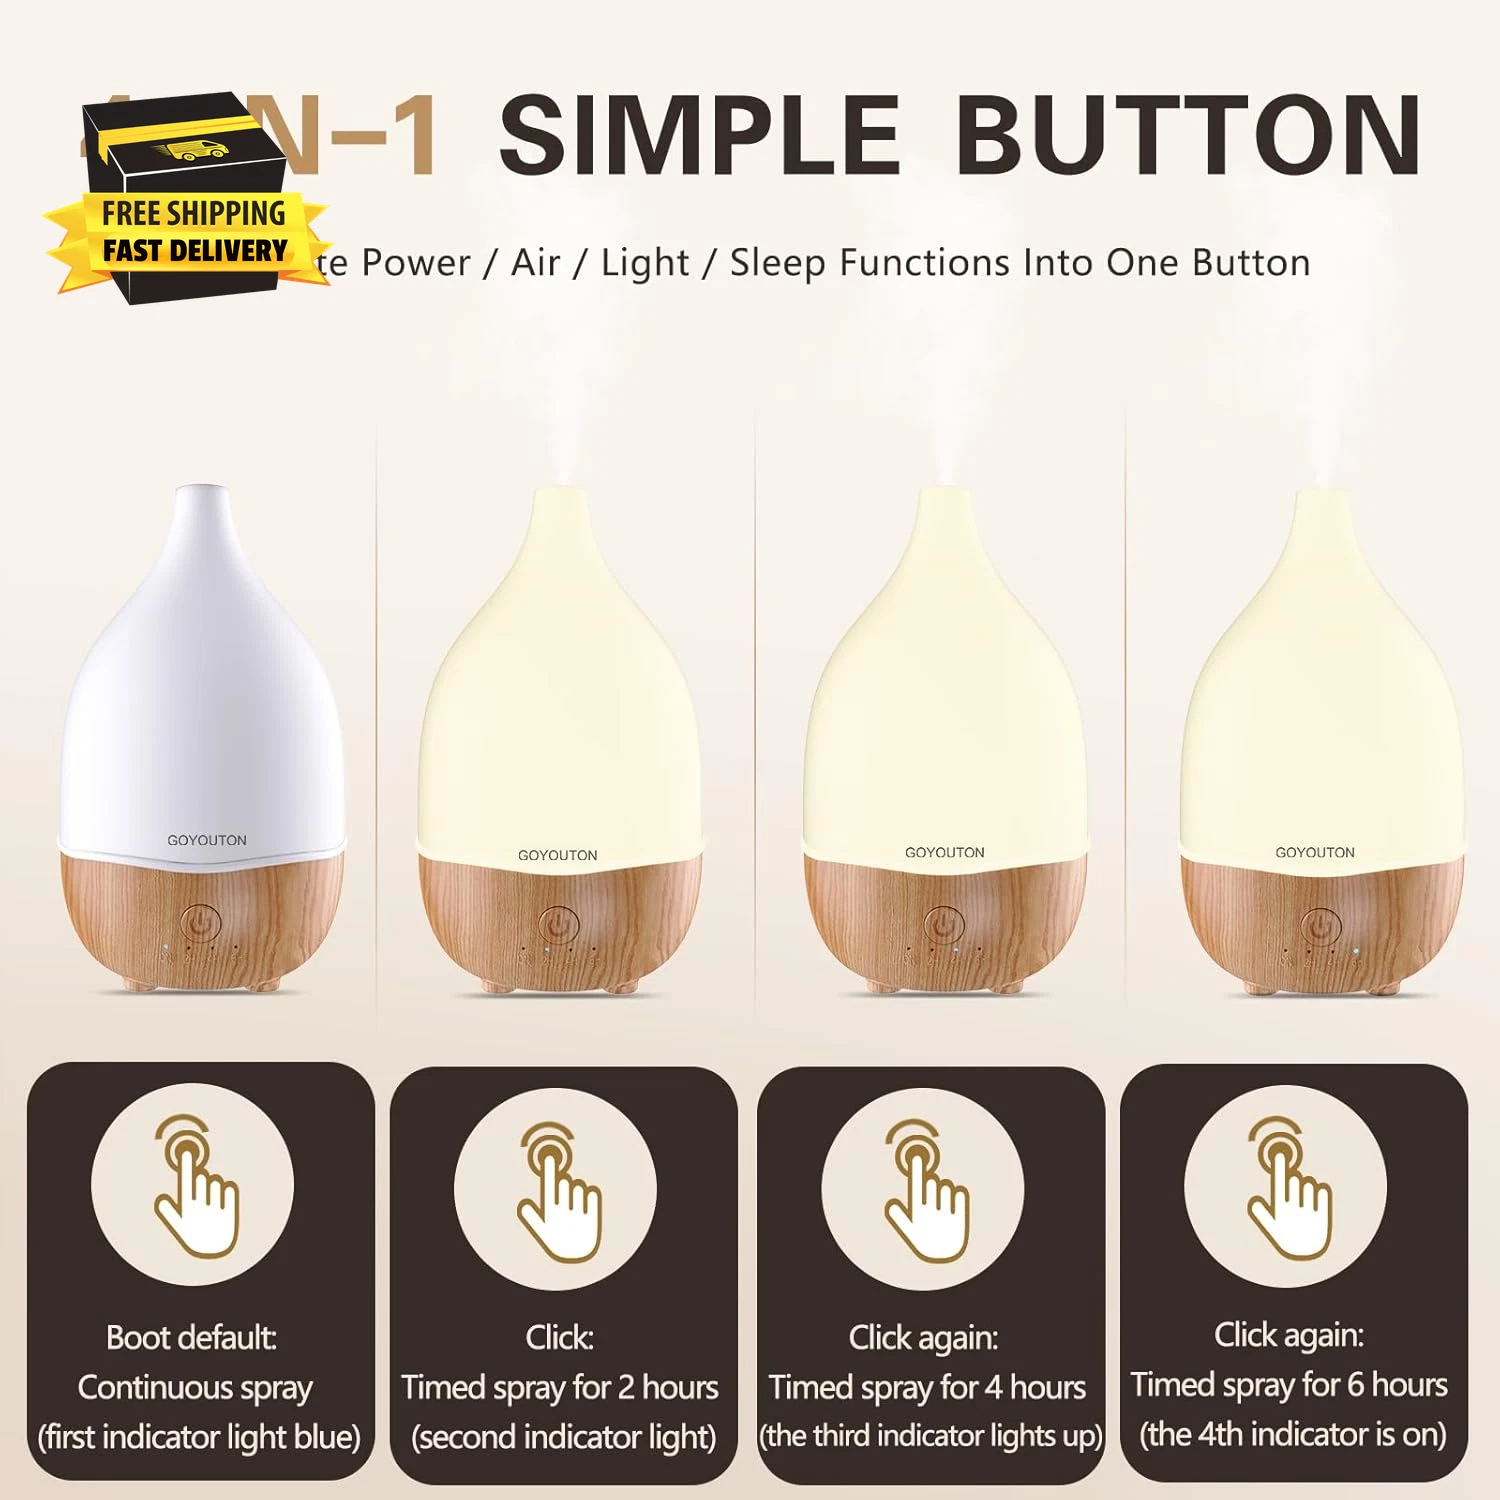 SIMPLE BUTTON
FREE SHIPPING
FAST DELIVERY
Power / Air / Light / Sleep Functions Into One Button
GOYOUTON
GOYOUTON
GOYOUTON
GOYOUTON
Boot default:
Continuous spray
(first indicator light blue)
Click:
Timed spray for 2 hours
(second indicator light)
Click again:
Timed spray for 4 hours
(the third indicator lights up)
Click again:
Timed spray for 6 hours
(the 4th indicator is on)